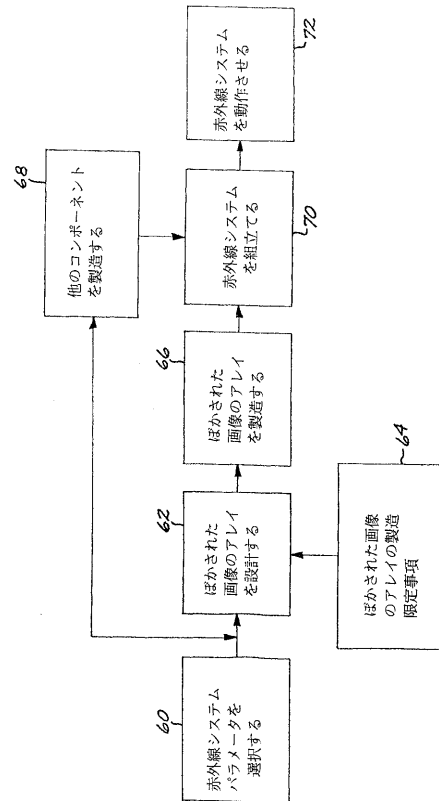 60
赤外線システム
パラメータを
選択する
62
ぼかされた
画像のアレイ
を設計する
64
ぼかされた画像
のアレイの製造
限定事項
66
ぼかされた
画像のアレイ
を製造する
68
他のコンポーネント
を製造する
70
赤外線システム
を組立てる
72
赤外線システム
を動作させる